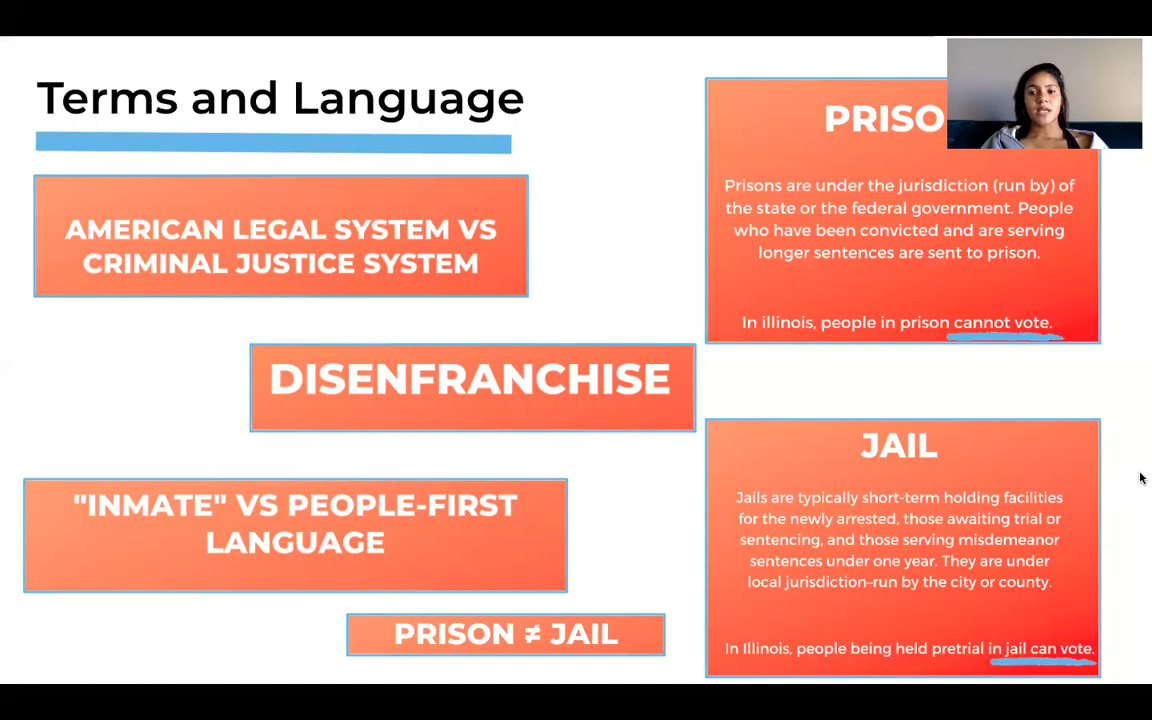 Terms and Language
AMERICAN LEGAL SYSTEM VS
CRIMINAL JUSTICE SYSTEM
DISENFRANCHISE
"INMATE" VS PEOPLE-FIRST
LANGUAGE
PRISON ≠ JAIL
PRISO
Prisons are under the jurisdiction (run by) of
the state or the federal government. People
who have been convicted and are serving
longer sentences are sent to prison.
In illinois, people in prison cannot vote.
JAIL
Jails are typically short-term holding facilities
for the newly arrested, those awaiting trial or
sentencing, and those serving misdemeanor
sentences under one year. They are under
local jurisdiction–run by the city or county.
In Illinois, people being held pretrial in jail can vote.